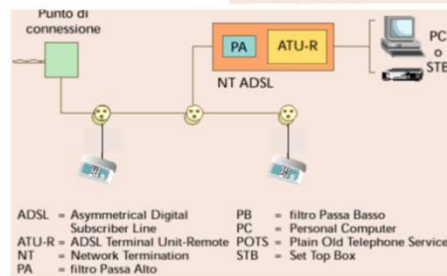 Punto di
connessione
PA
ATU-R
NT ADSL
PC
o
STB
ADSL = Asymmetrical Digital
Subscriber Line
ATU-R = ADSL Terminal Unit-Remote
NT = Network Termination
PA = filtro Passa Alto
PB = filtro Passa Basso
PC = Personal Computer
POTS = Plain Old Telephone Service
STB = Set Top Box